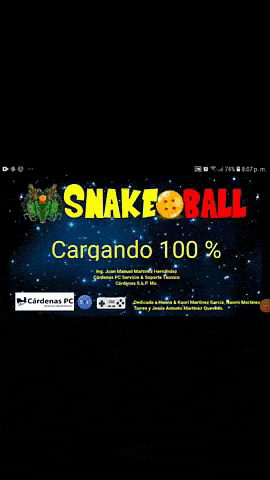 74% 8:07 p. m.
SNAKE BALL
Cargando 100 %
Ing. Juan Manuel Martínez Hernández
Cárdenas PC Servicio & Soporte Técnico
Cárdenas S.L.P. Mx.
Cárdenas PC
Dedicado a Hanna & Kaori Martínez García, Naomi Martínez
Torres y Jesús Antonio Martínez Quevedo.